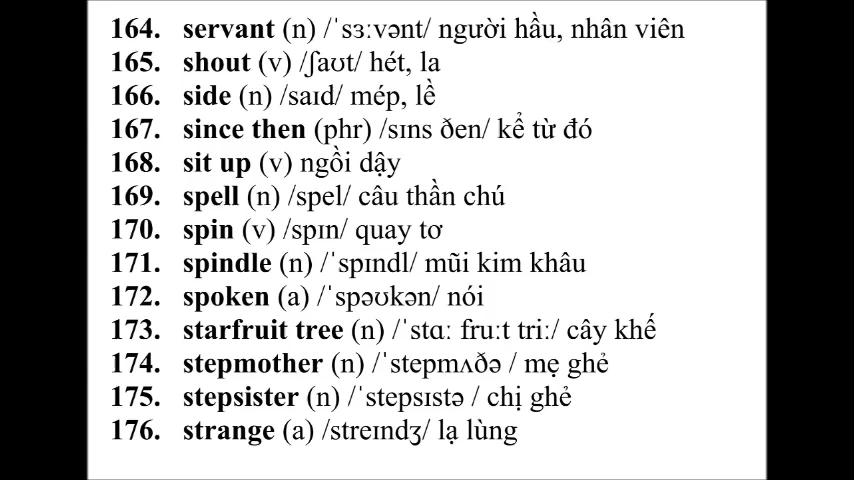 164. servant (n) /ˈsɜːvənt/ người hầu, nhân viên
165. shout (v) /ʃaʊt/ hét, la
166. side (n) /saɪd/ mép, lề
167. since then (phr) /sɪns ðen/ kể từ đó
168. sit up (v) ngồi dậy
169. spell (n) /spel/ câu thần chú
170. spin (v) /spɪn/ quay tơ
171. spindle (n) /ˈspɪndl/ mũi kim khâu
172. spoken (a) /ˈspəʊkən/ nói
173. starfruit tree (n) /ˈstɑː fruːt triː/ cây khế
174. stepmother (n) /ˈstepmʌðə / mẹ ghẻ
175. stepsister (n) /ˈstepsɪstə / chị ghẻ
176. strange (a) /streɪndʒ/ lạ lùng